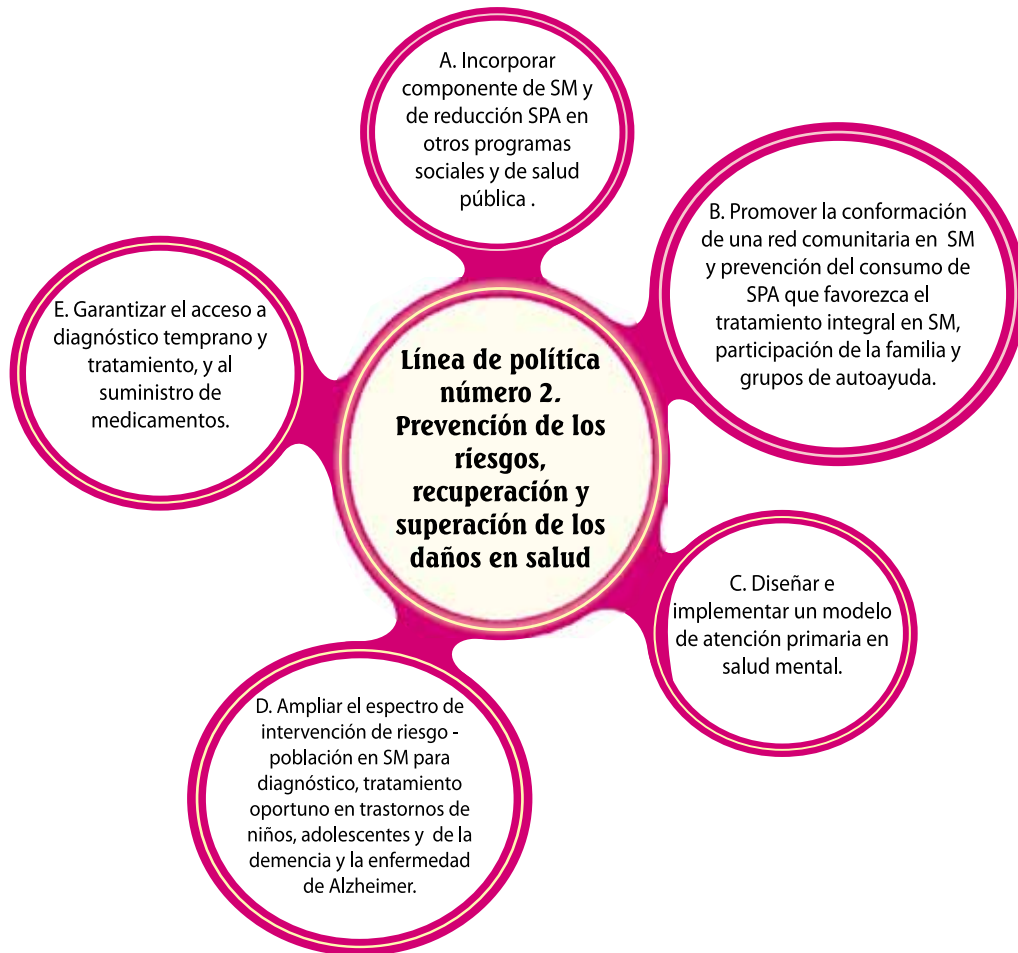 A. Incorporar
componente de SM y
de reducción SPA en
otros programas
sociales y de salud
pública .
B. Promover la conformación
de una red comunitaria en SM
y prevención del consumo de
SPA que favorezca el
tratamiento integral en SM,
participación de la familia y
grupos de autoayuda.
E. Garantizar el acceso a
diagnóstico temprano y
tratamiento, y al
suministro de
medicamentos.
Línea de política
número 2.
Prevención de los
riesgos,
recuperación y
superación de los
daños en salud
C. Diseñar e
implementar un modelo
de atención primaria en
salud mental.
D. Ampliar el espectro de
intervención de riesgo -
población en SM para
diagnóstico, tratamiento
oportuno en trastornos de
niños, adolescentes y de la
demencia y la enfermedad
de Alzheimer.